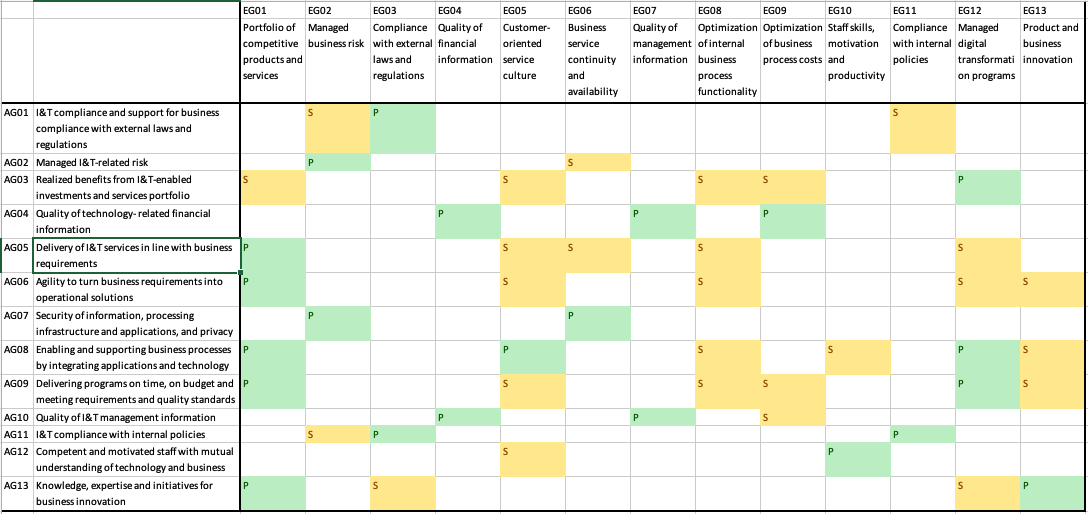 EG01 EG02 EG03 EG04 EG05 EG06 EG07 EG08 EG09 EG10 EG11 EG12 EG13
Portfolio of competitive products and services
Managed business risk
Compliance with external laws and regulations
Quality of financial information
Customer-oriented service culture
Business service continuity and availability
Quality of management information
Optimization of internal business process functionality
Optimization of business process costs
Staff skills, motivation and productivity
Compliance with internal policies
Managed digital transformati on programs
Product and business innovation
AG01 I&T compliance and support for business S P S
compliance with external laws and
regulations
AG02 Managed I&T-related risk P S
AG03 Realized benefits from I&T-enabled S S S S P
investments and services portfolio
AG04 Quality of technology- related financial P P P
information
AG05 Delivery of I&T services in line with business P S S S S
requirements
AG06 Agility to turn business requirements into P S S S S
operational solutions
AG07 Security of information, processing P P
infrastructure and applications, and privacy
AG08 Enabling and supporting business processes P P S S P S
by integrating applications and technology
AG09 Delivering programs on time, on budget and P S S S P S
meeting requirements and quality standards
AG10 Quality of I&T management information P P S
AG11 I&T compliance with internal policies S P P
AG12 Competent and motivated staff with mutual S P
understanding of technology and business
AG13 Knowledge, expertise and initiatives for P S S P
business innovation